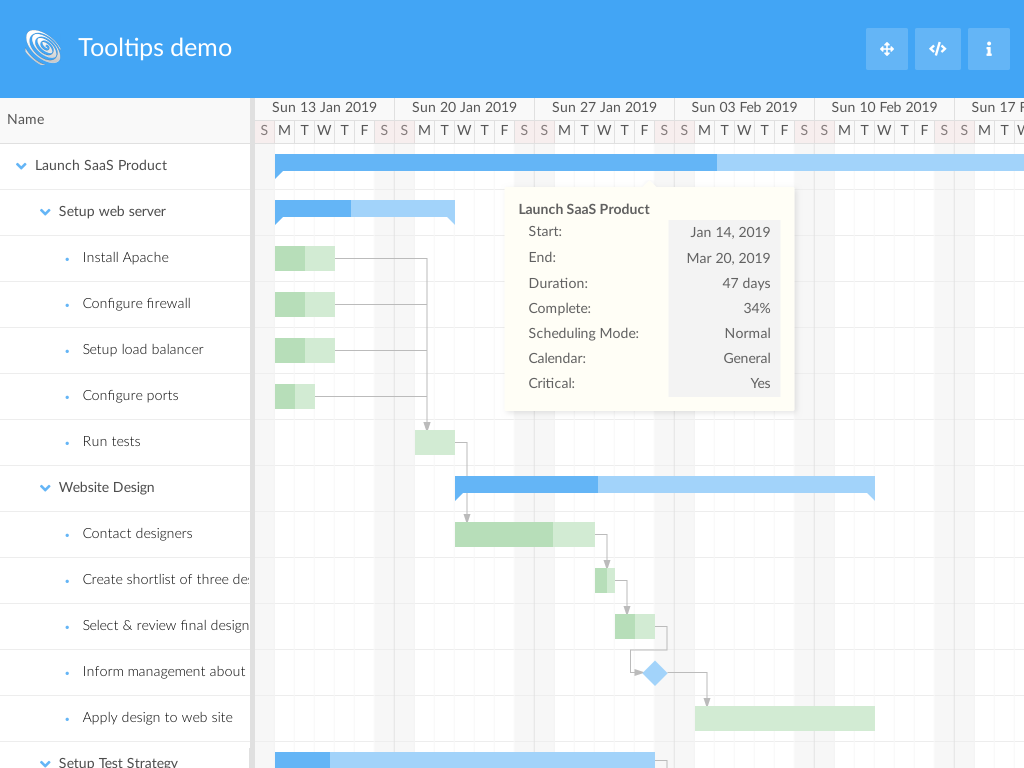 Tooltips demo
Name
Sun 13 Jan 2019 Sun 20 Jan 2019 Sun 27 Jan 2019 Sun 03 Feb 2019 Sun 10 Feb 2019 Sun 17 F
S M T W T F S S M T W T F S S M T W T F S S M T W T F S S M T W T F S S M T W
Launch SaaS Product
Setup web server
Install Apache
Configure firewall
Setup load balancer
Configure ports
Run tests
Website Design
Contact designers
Create shortlist of three des
Select & review final design
Inform management about
Apply design to web site
Setup Test Strategy
Launch SaaS Product
Start: Jan 14, 2019
End: Mar 20, 2019
Duration: 47 days
Complete: 34%
Scheduling Mode: Normal
Calendar: General
Critical: Yes